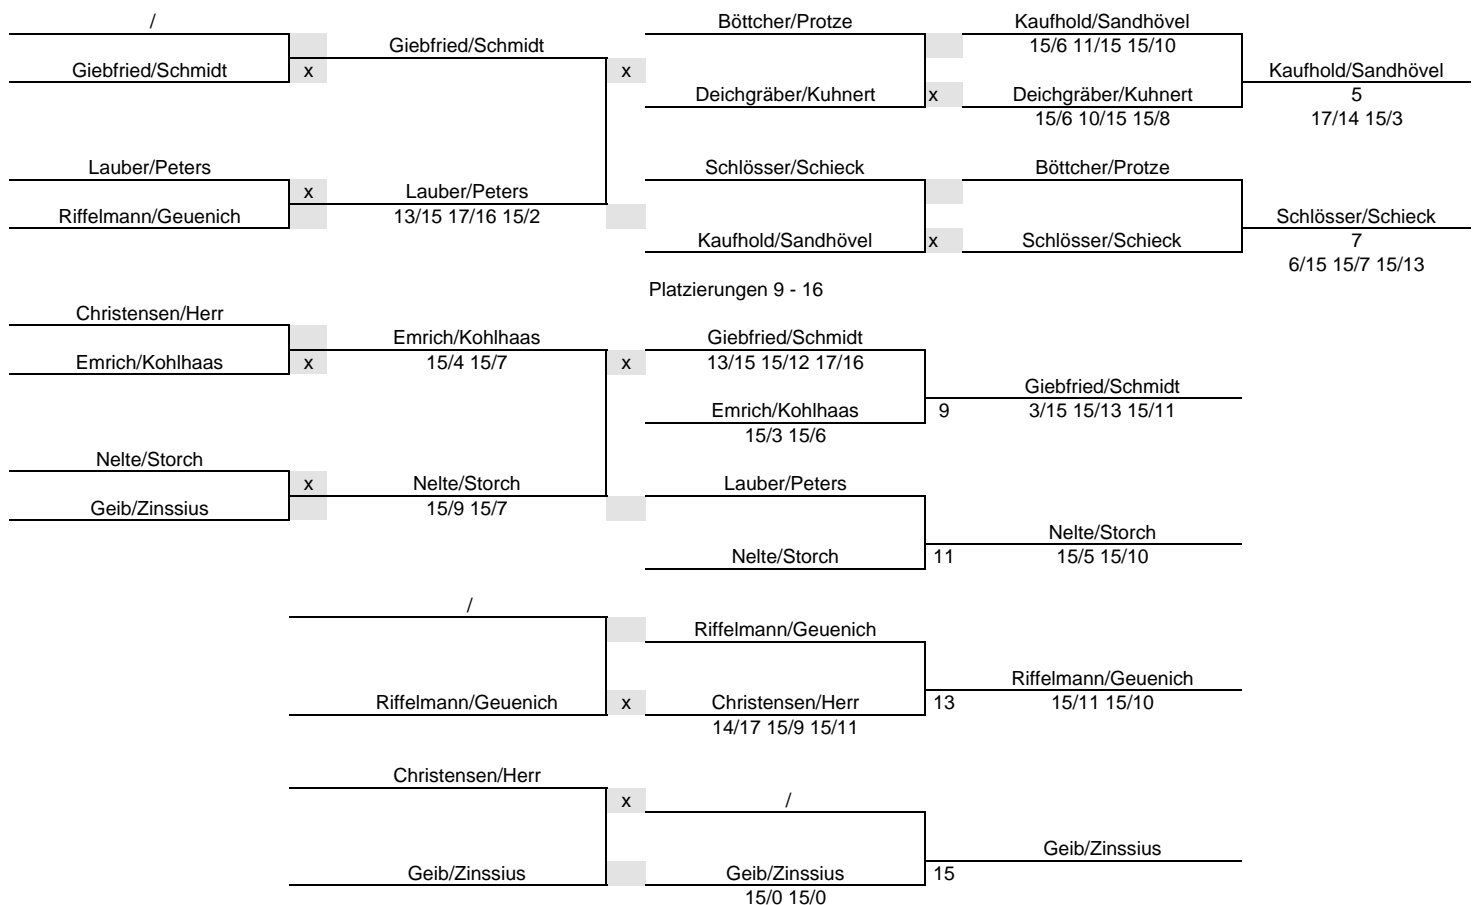 / Böttcher/Protze Kaufhold/Sandhövel
Giebfried/Schmidt 15/6 11/15 15/10
Giebfried/Schmidt x x Kaufhold/Sandhövel
Deichgräber/Kuhnert x Deichgräber/Kuhnert 5
15/6 10/15 15/8 17/14 15/3
Lauber/Peters Schlösser/Schieck Böttcher/Protze
x Lauber/Peters
Riffelmann/Geuenich 13/15 17/16 15/2 Schlösser/Schieck
Kaufhold/Sandhövel x Schlösser/Schieck 7
6/15 15/7 15/13
Platzierungen 9 - 16
Christensen/Herr
Emrich/Kohlhaas Giebfried/Schmidt
Emrich/Kohlhaas x 15/4 15/7 x 13/15 15/12 17/16
Giebfried/Schmidt
Emrich/Kohlhaas 9 3/15 15/13 15/11
15/3 15/6
Nelte/Storch
x Nelte/Storch Lauber/Peters
Geib/Zinssius 15/9 15/7
Nelte/Storch
Nelte/Storch 11 15/5 15/10
/
Riffelmann/Geuenich
Riffelmann/Geuenich
Riffelmann/Geuenich x Christensen/Herr 13 15/11 15/10
14/17 15/9 15/11
Christensen/Herr
x /
Geib/Zinssius
Geib/Zinssius Geib/Zinssius 15
15/0 15/0